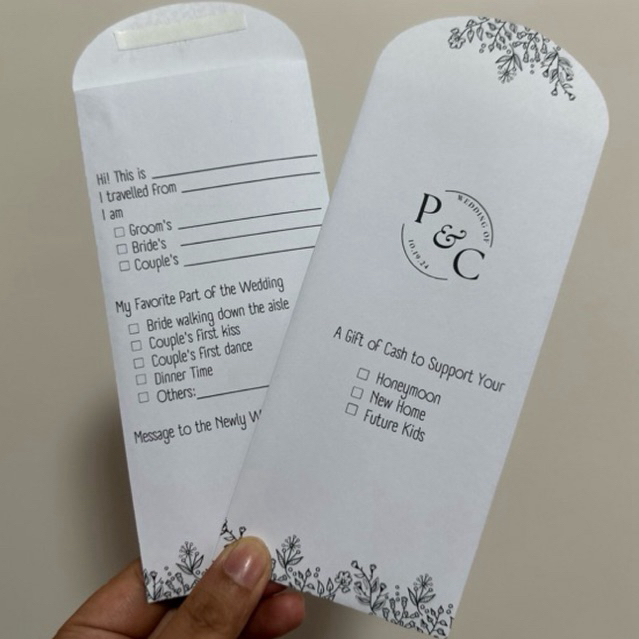 Hi! This is
I travelled From
I am
Groom's
Bride's
Couple's
My Favorite Part of the Wedding
Bride walking down the aisle
Couple's first kiss
Couple's first dance
Dinner Time
Others:
Message to the Newly W
WEDDING OF
P & C
10.19.24
A Gift of Cash to Support Your
Honeymoon
New Home
Future Kids